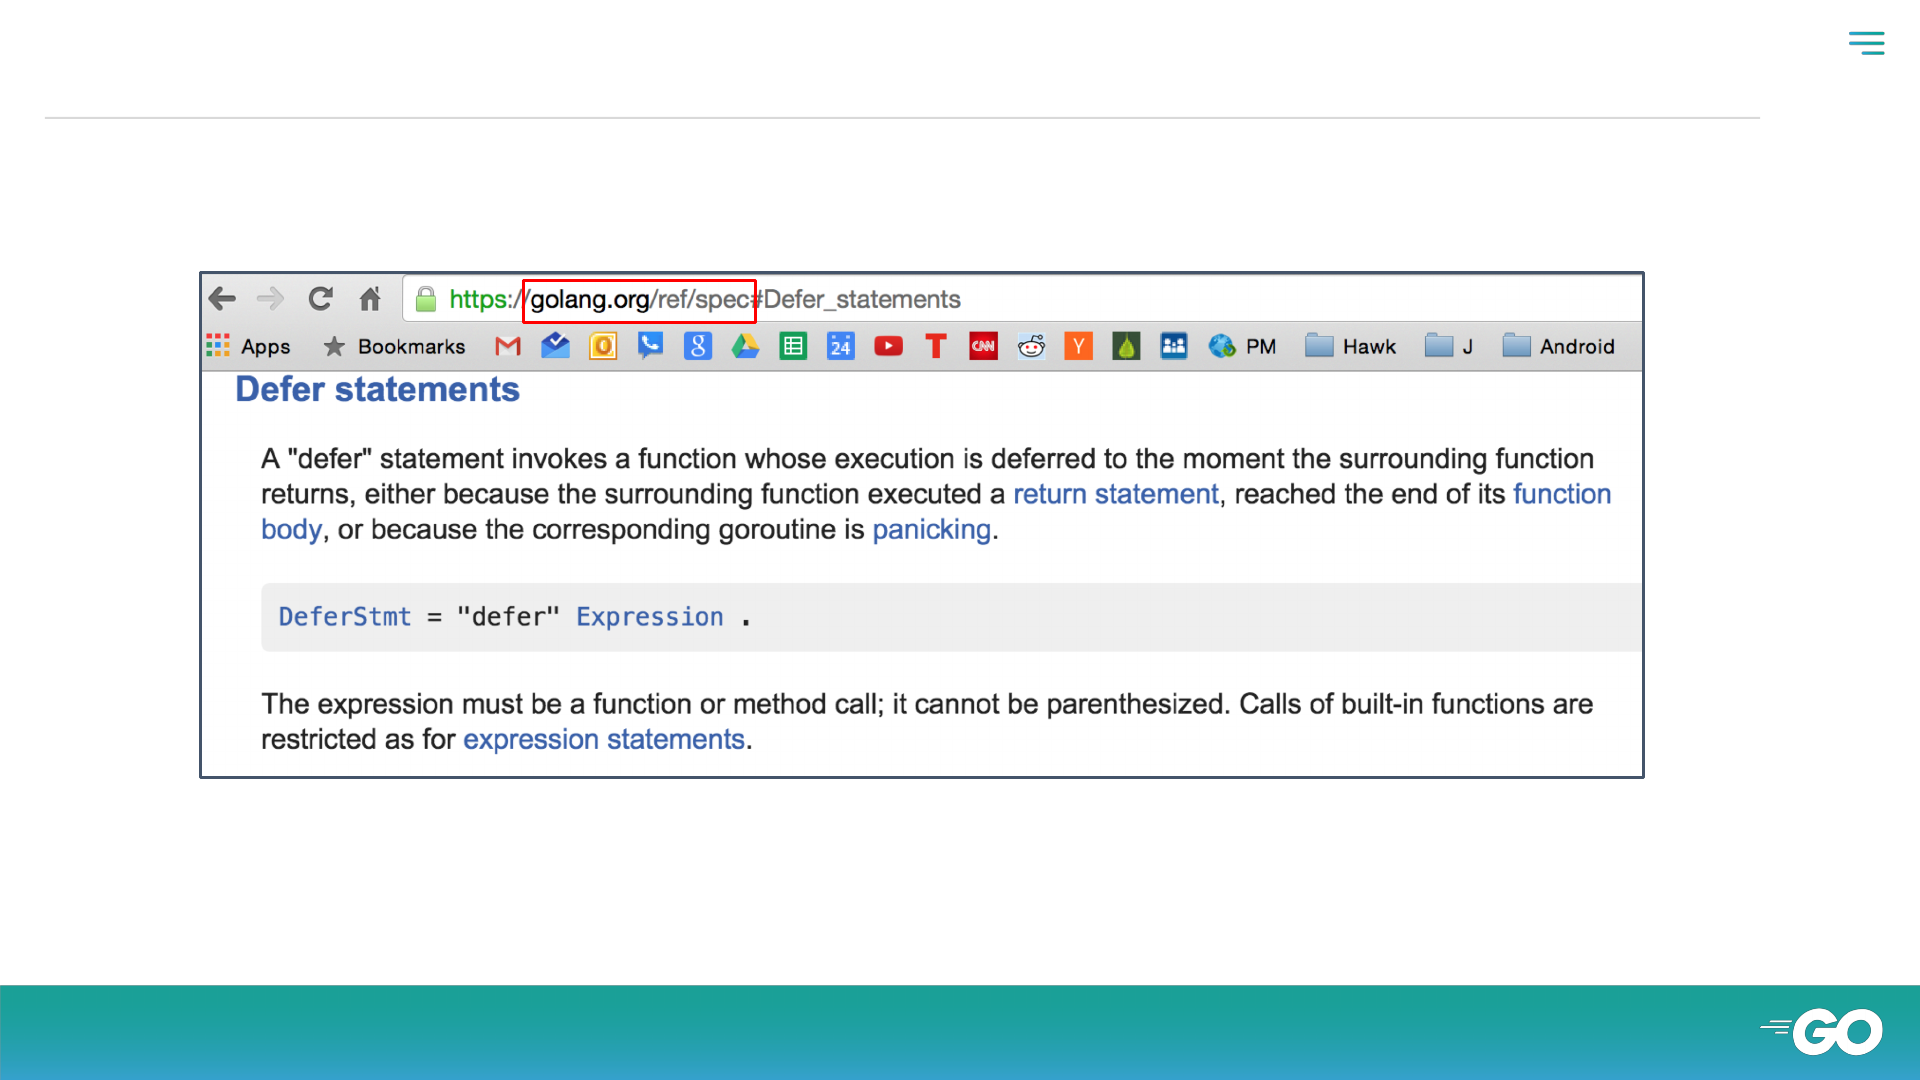 https://golang.org/ref/spec#Defer_statements
Apps Bookmarks 24 CNN Y PM Hawk J Android
Defer statements
A "defer" statement invokes a function whose execution is deferred to the moment the surrounding function
returns, either because the surrounding function executed a return statement, reached the end of its function
body, or because the corresponding goroutine is panicking.
DeferStmt = "defer" Expression .
The expression must be a function or method call; it cannot be parenthesized. Calls of built-in functions are
restricted as for expression statements.
GO